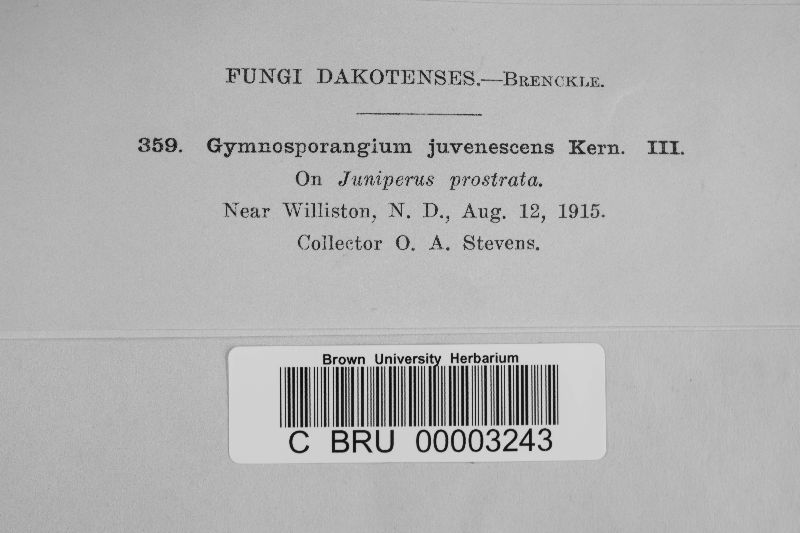 FUNGI DAKOTENSES.—BRENCKLE.
359. Gymnosporangium juvenescens Kern. III.
On Juniperus prostrata.
Near Williston, N. D., Aug. 12, 1915.
Collector O. A. Stevens.
Brown University Herbarium
C BRU 00003243